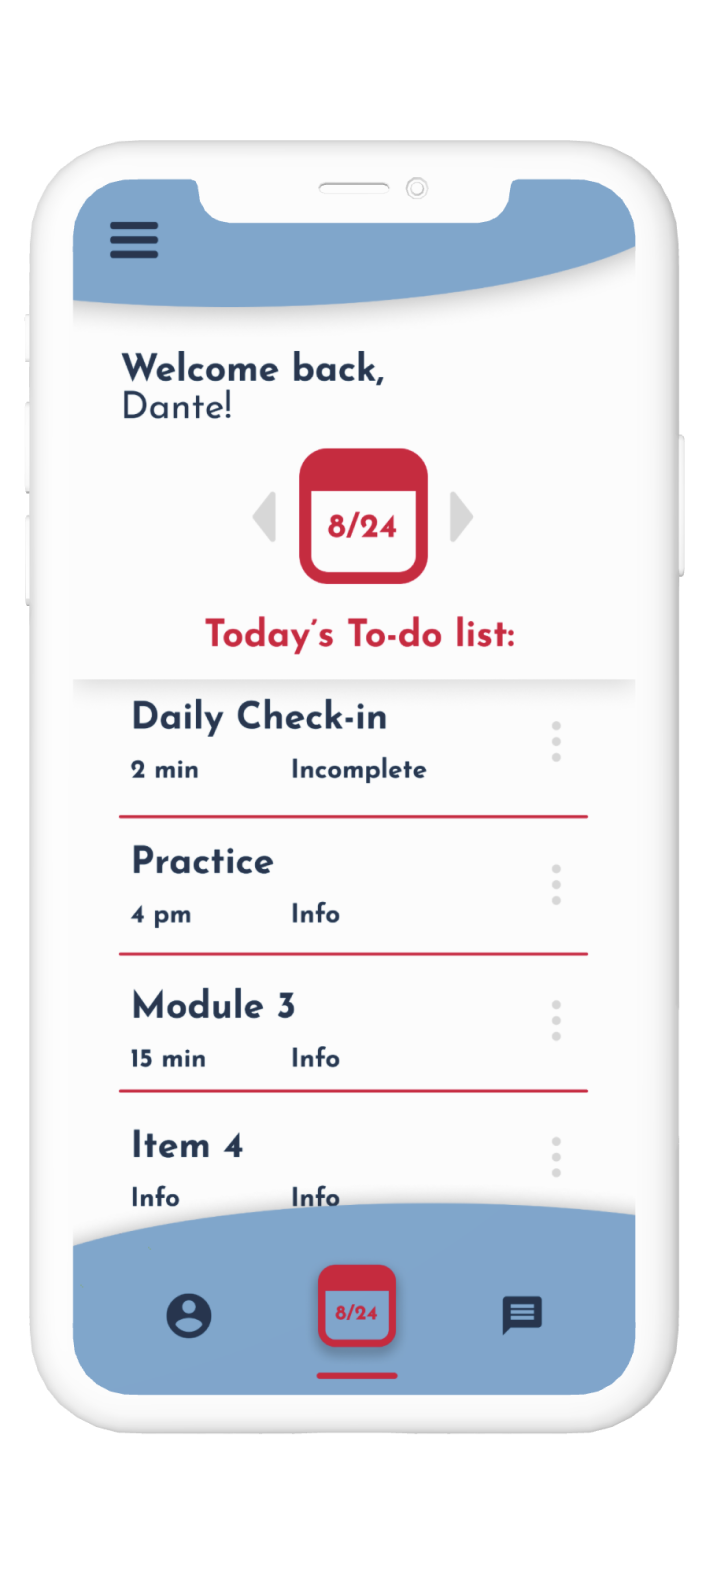 Welcome back,
Dante!
8/24
Today's To-do list:
Daily Check-in
2 min Incomplete
Practice
4 pm Info
Module 3
15 min Info
Item 4
Info Info
8/24